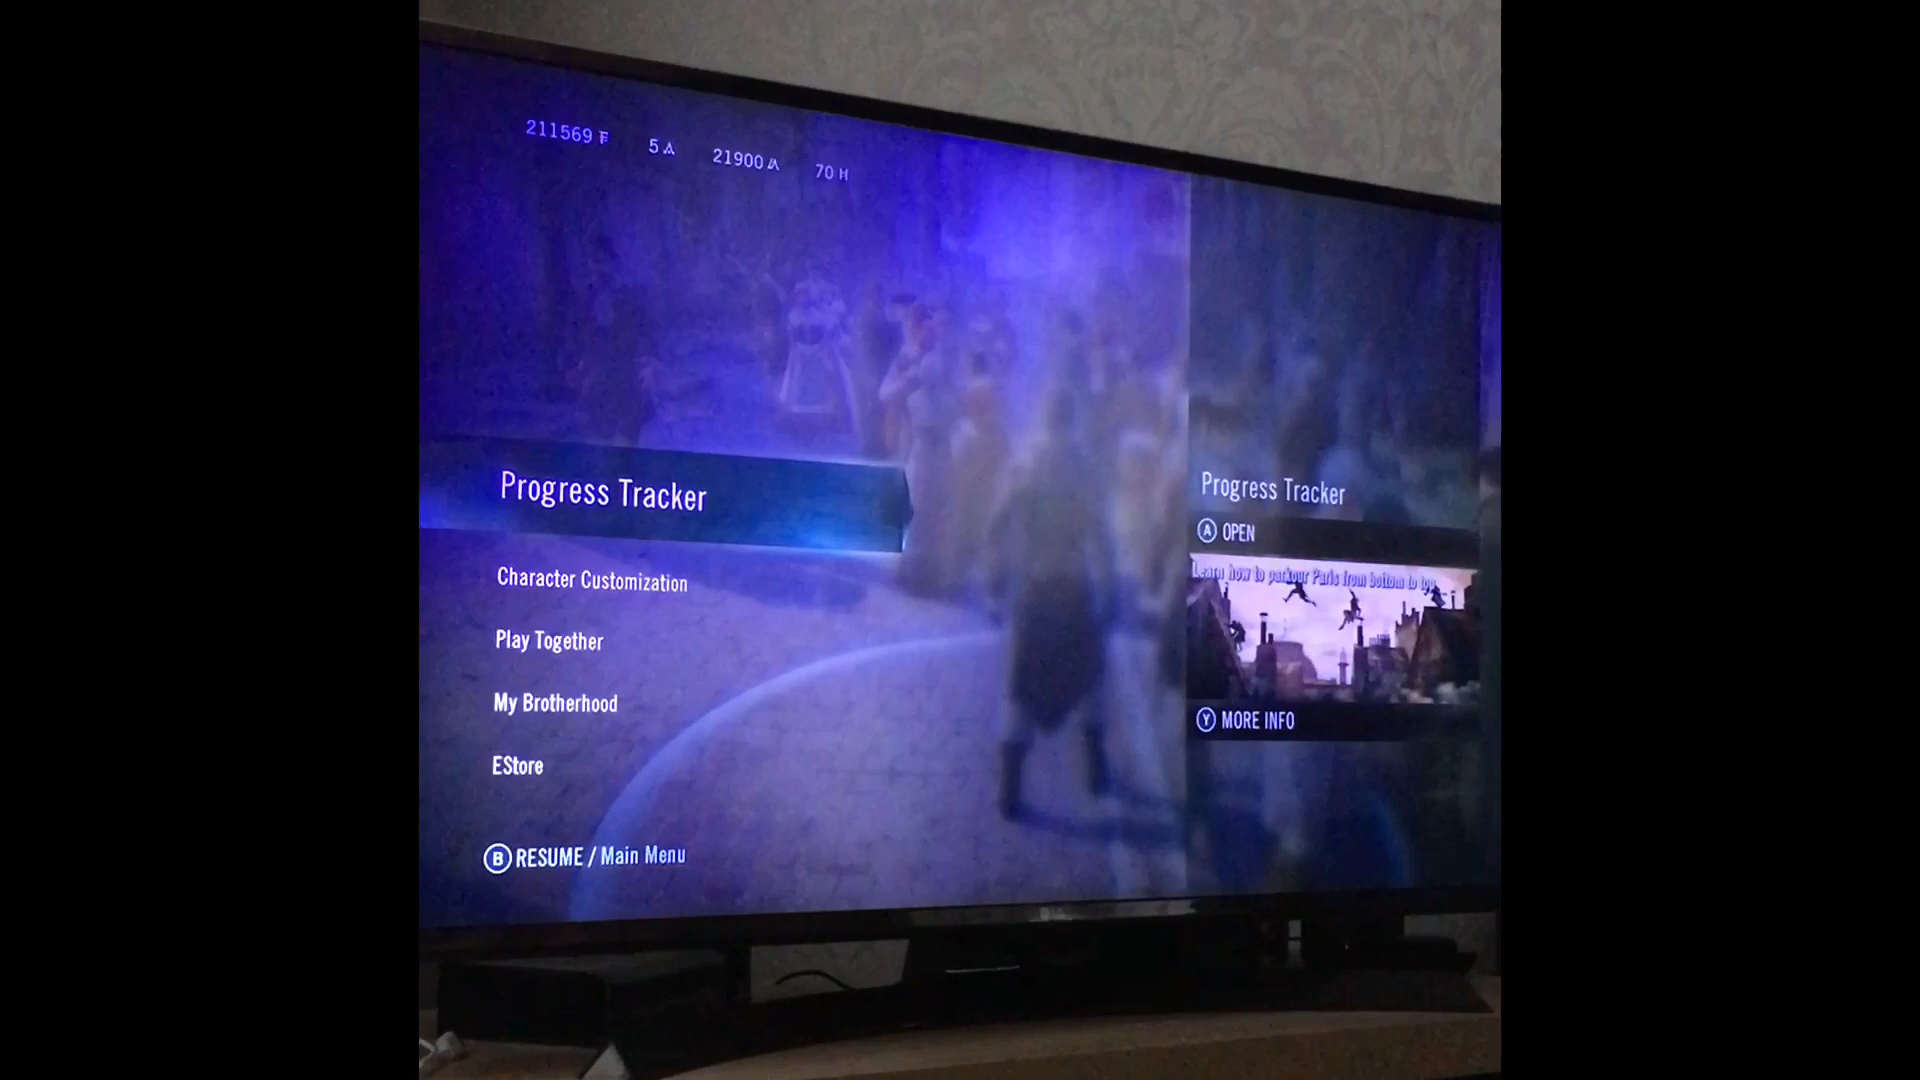 211569 F 5 A 21900 A 70 H
Progress Tracker
Character Customization
Play Together
My Brotherhood
EStore
B RESUME / Main Menu
Progress Tracker
A OPEN
Learn how to parkour Paris from bottom to top
Y MORE INFO